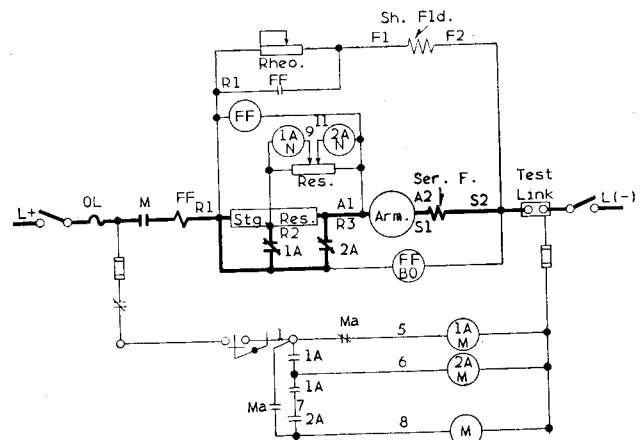 Sh. Fld.
F1 F2
Rheo.
R1 FF
FF
11
1A N 9 2A N
Res.
Ser. F.
Test Link
L+ OL M FF R1
Stg. Res. A1 Arm. A2 S2 L(-)
R2 R3 S1
1A 2A
FF BO
Ma 5 1A M
1
1A 6 2A M
1A
Ma 7
2A
8 M